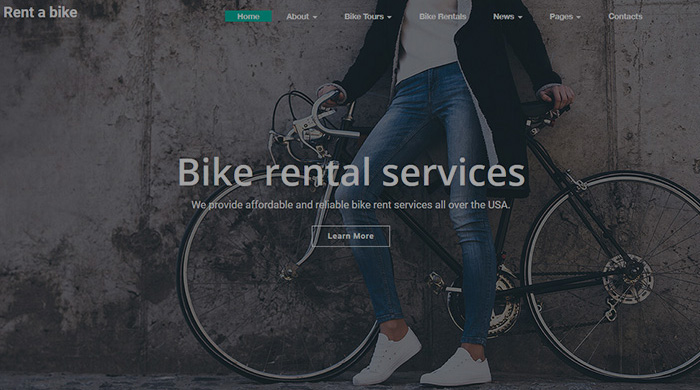 Rent a bike
Home About Bike Tours Bike Rentals News Pages Contacts
Bike rental services
We provide affordable and reliable bike rent services all over the USA.
Learn More